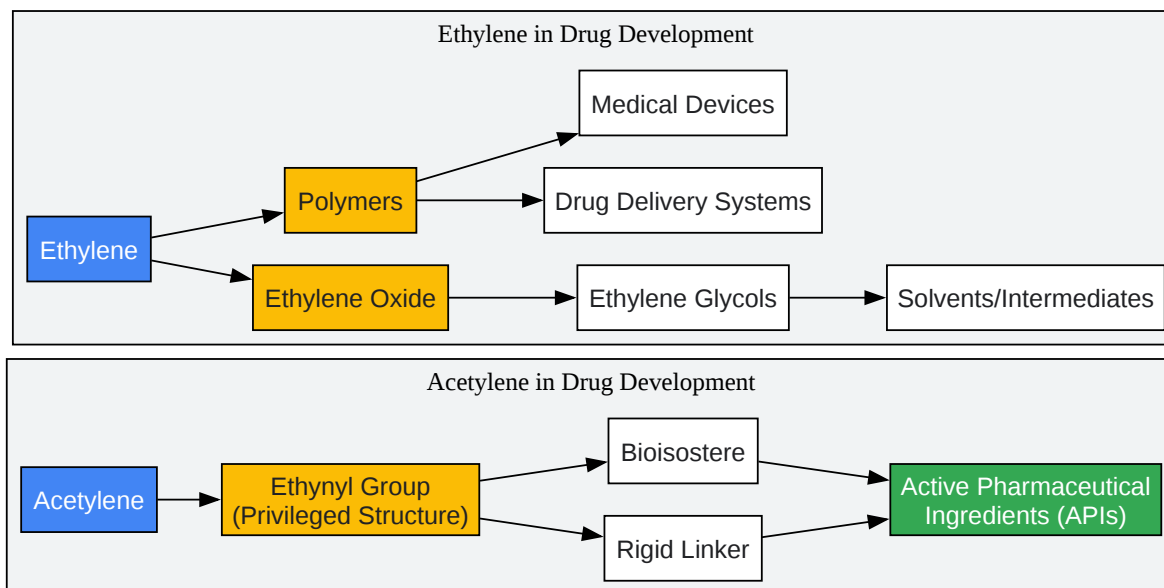 Ethylene in Drug Development
Medical Devices
Polymers
Drug Delivery Systems
Ethylene
Ethylene Oxide
Ethylene Glycols
Solvents/Intermediates
Acetylene in Drug Development
Acetylene
Ethynyl Group
(Privileged Structure)
Bioisostere
Rigid Linker
Active Pharmaceutical
Ingredients (APIs)